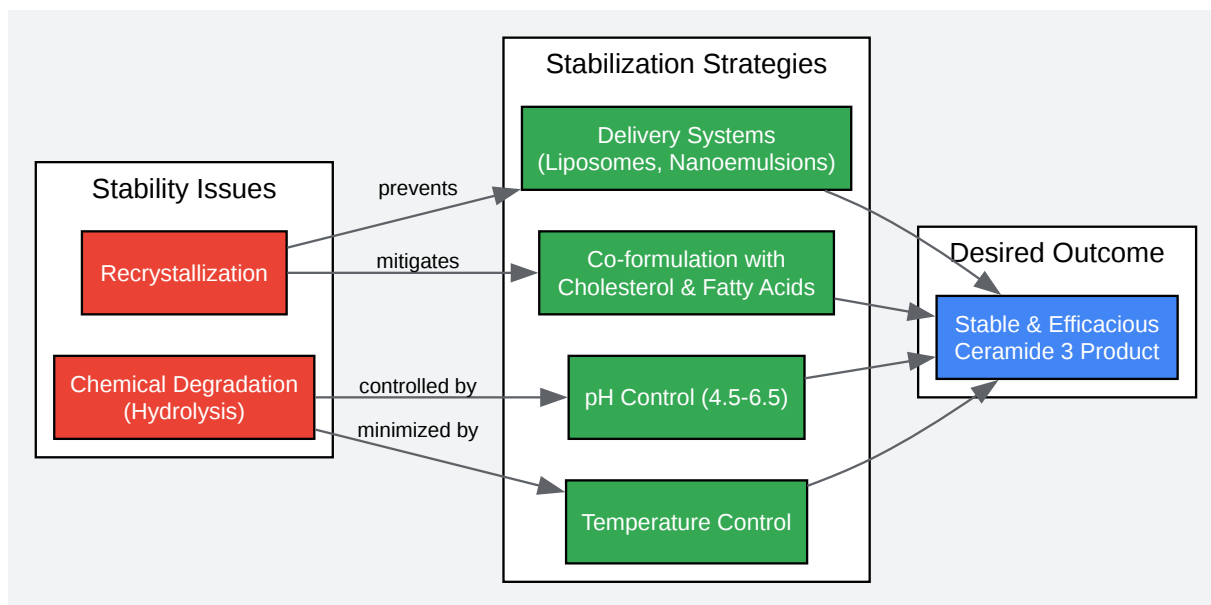 Stability Issues
Recrystallization
Chemical Degradation
(Hydrolysis)
prevents
mitigates
controlled by
minimized by
Stabilization Strategies
Delivery Systems
(Liposomes, Nanoemulsions)
Co-formulation with
Cholesterol & Fatty Acids
pH Control (4.5-6.5)
Temperature Control
Desired Outcome
Stable & Efficacious
Ceramide 3 Product